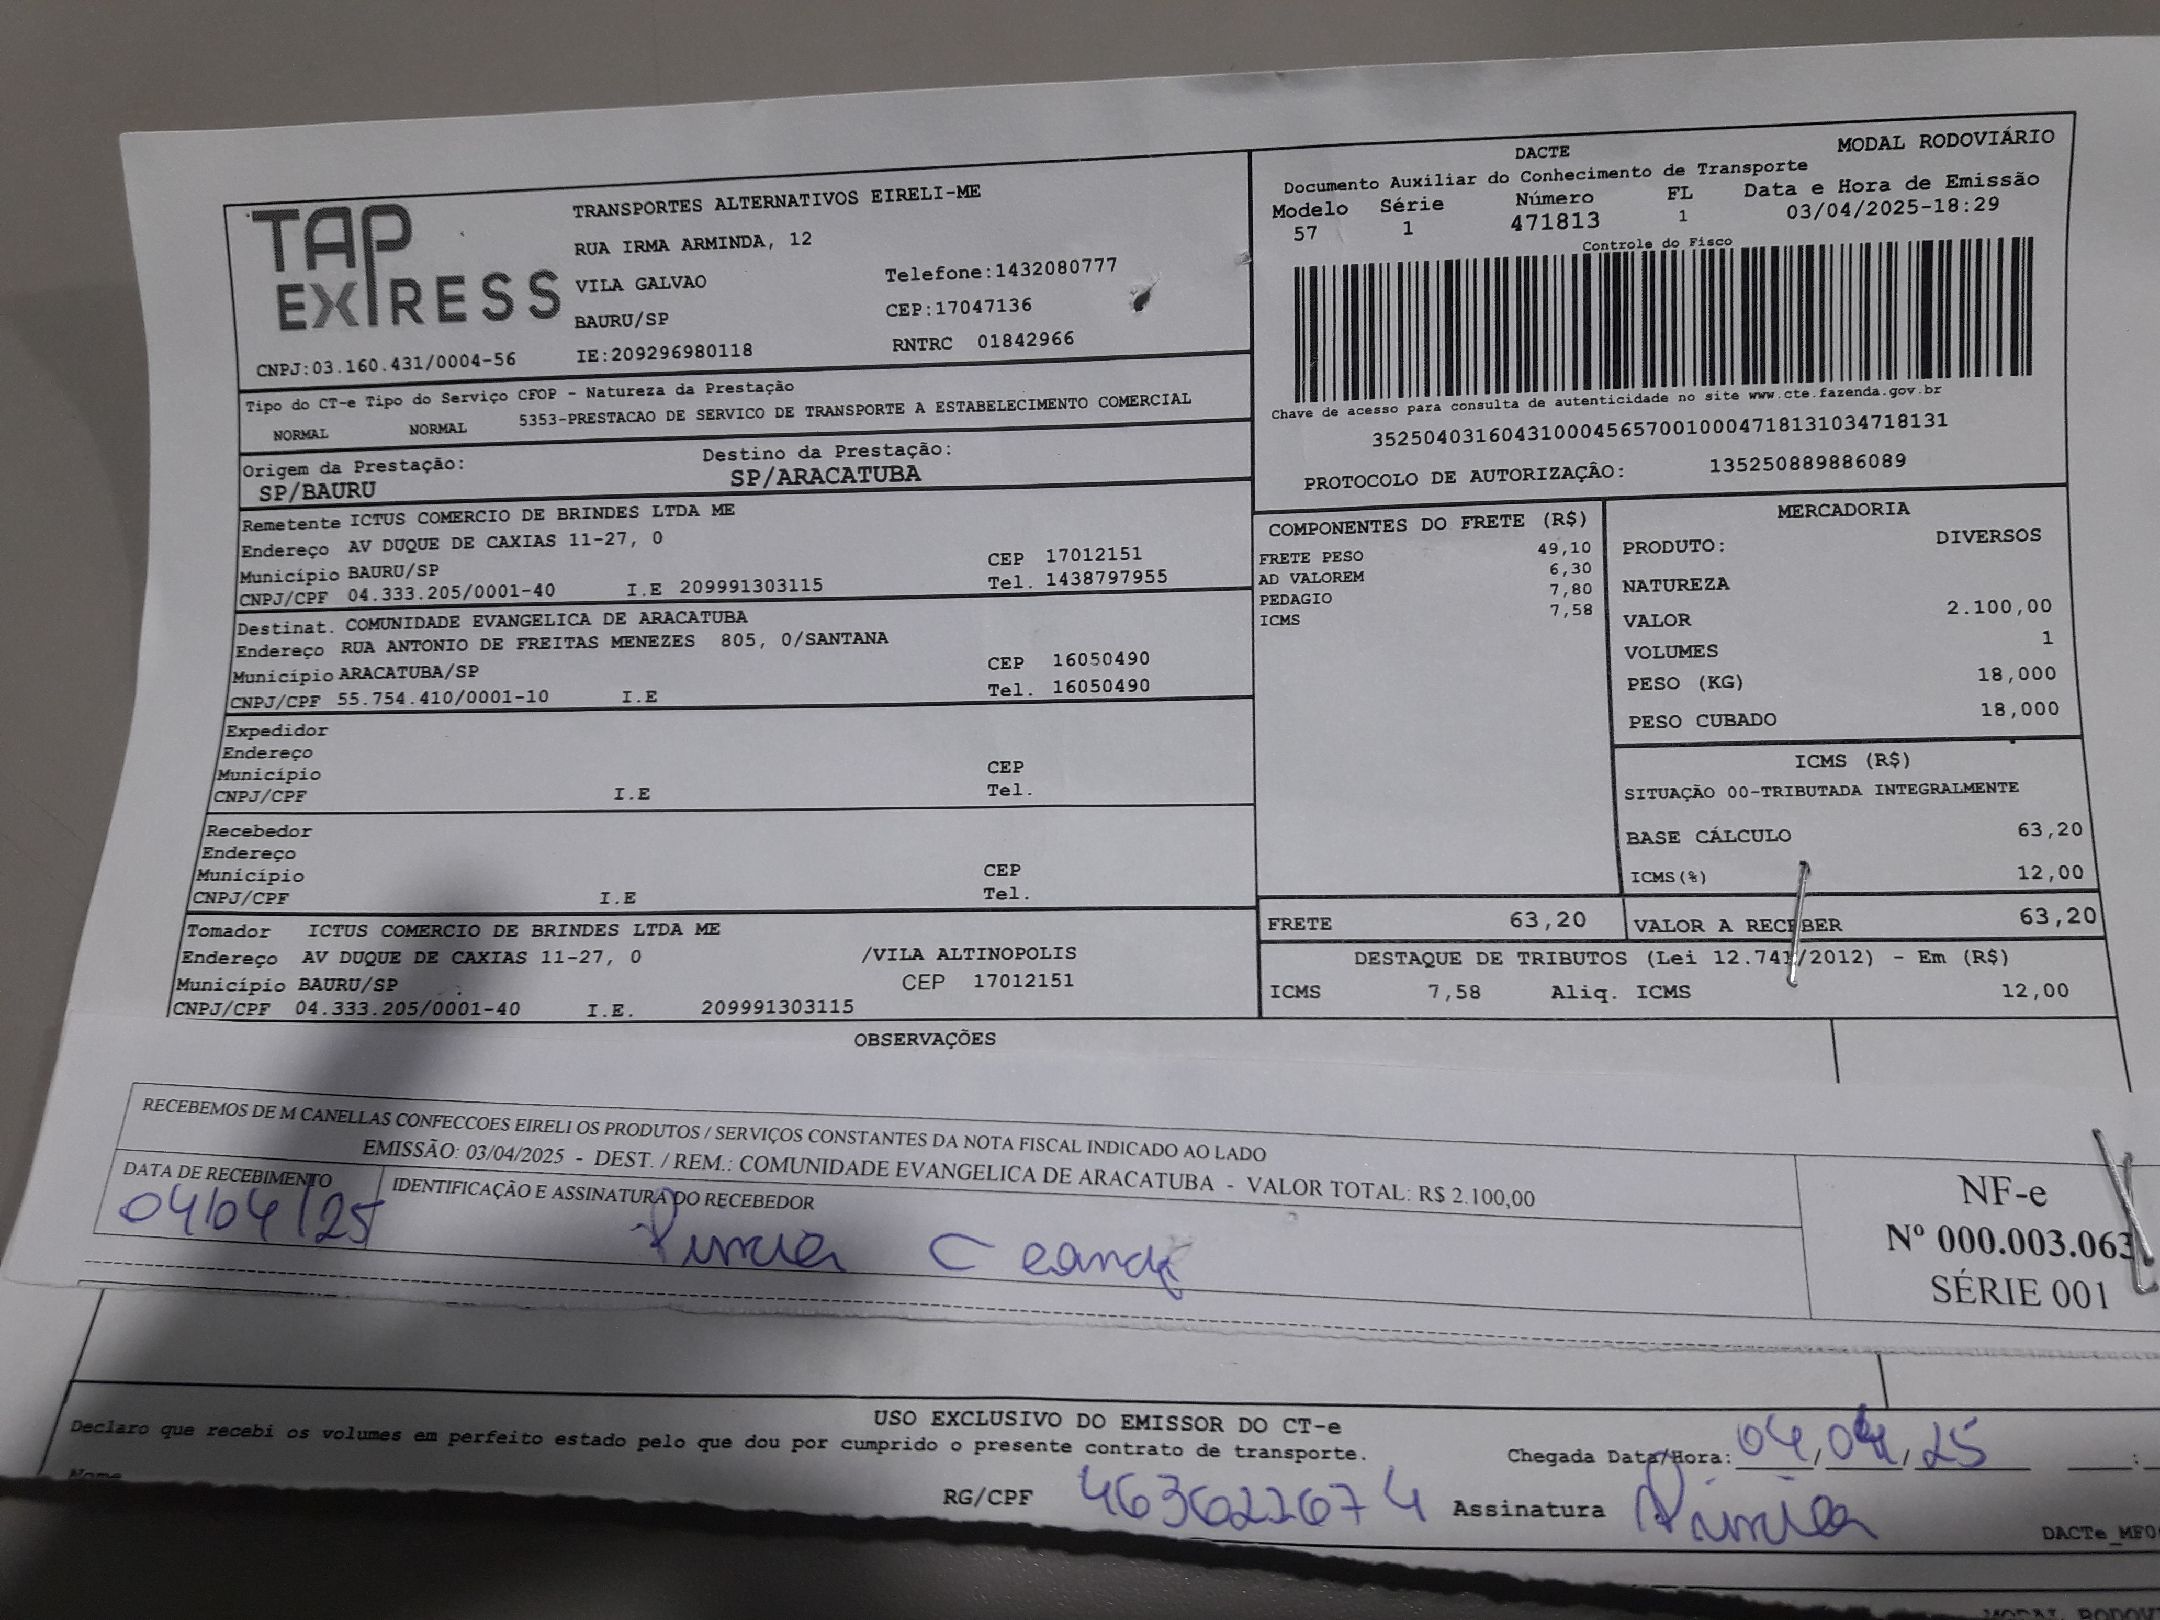 TAP EXPRESS
CNPJ:03.160.431/0004-56
TRANSPORTES ALTERNATIVOS EIRELI-ME
RUA IRMA ARMINDA, 12
VILA GALVAO
BAURU/SP
IE:209296980118
Telefone:1432080777
CEP:17047136
RNTRC 01842966
DACTE
MODAL RODOVIÁRIO
Documento Auxiliar do Conhecimento de Transporte
Modelo Série Número FL Data e Hora de Emissão
57 1 471813 1 03/04/2025-18:29
Controle do Fisco
Chave de acesso para consulta de autenticidade no site www.cte.fazenda.gov.br
35250403160431000456570010004718131034718131
PROTOCOLO DE AUTORIZAÇÃO: 135250889886089
Tipo do CT-e Tipo do Serviço CFOP - Natureza da Prestação
NORMAL NORMAL 5353-PRESTACAO DE SERVICO DE TRANSPORTE A ESTABELECIMENTO COMERCIAL
Origem da Prestação: Destino da Prestação:
SP/BAURU SP/ARACATUBA
Remetente ICTUS COMERCIO DE BRINDES LTDA ME
Endereço AV DUQUE DE CAXIAS 11-27, 0
Município BAURU/SP CEP 17012151
CNPJ/CPF 04.333.205/0001-40 I.E 209991303115 Tel. 1438797955
Destinat. COMUNIDADE EVANGELICA DE ARACATUBA
Endereço RUA ANTONIO DE FREITAS MENEZES 805, 0/SANTANA
Município ARACATUBA/SP CEP 16050490
CNPJ/CPF 55.754.410/0001-10 I.E Tel. 16050490
Expedidor
Endereço
Município CEP
CNPJ/CPF I.E Tel.
Recebedor
Endereço
Município CEP
CNPJ/CPF I.E Tel.
Tomador ICTUS COMERCIO DE BRINDES LTDA ME
Endereço AV DUQUE DE CAXIAS 11-27, 0 /VILA ALTINOPOLIS
Município BAURU/SP CEP 17012151
CNPJ/CPF 04.333.205/0001-40 I.E. 209991303115
COMPONENTES DO FRETE (R$)
FRETE PESO 49,10
AD VALOREM 6,30
PEDAGIO 7,80
ICMS 7,58
FRETE 63,20
MERCADORIA
PRODUTO: DIVERSOS
NATUREZA
VALOR 2.100,00
VOLUMES 1
PESO (KG) 18,000
PESO CUBADO 18,000
ICMS (R$)
SITUAÇÃO 00-TRIBUTADA INTEGRALMENTE
BASE CÁLCULO 63,20
ICMS(%) 12,00
VALOR A RECEBER 63,20
DESTAQUE DE TRIBUTOS (Lei 12.741/2012) - Em (R$)
ICMS 7,58 Aliq. ICMS 12,00
OBSERVAÇÕES
RECEBEMOS DE M CANELLAS CONFECCOES EIRELI OS PRODUTOS / SERVIÇOS CONSTANTES DA NOTA FISCAL INDICADO AO LADO
EMISSÃO: 03/04/2025 - DEST. / REM.: COMUNIDADE EVANGELICA DE ARACATUBA - VALOR TOTAL: R$ 2.100,00
DATA DE RECEBIMENTO IDENTIFICAÇÃO E ASSINATURA DO RECEBEDOR
04/04/25
NF-e
Nº 000.003.063
SÉRIE 001
USO EXCLUSIVO DO EMISSOR DO CT-e
Declaro que recebi os volumes em perfeito estado pelo que dou por cumprido o presente contrato de transporte.
Chegada Data/Hora: 04/04/25 :
Nome
RG/CPF Assinatura